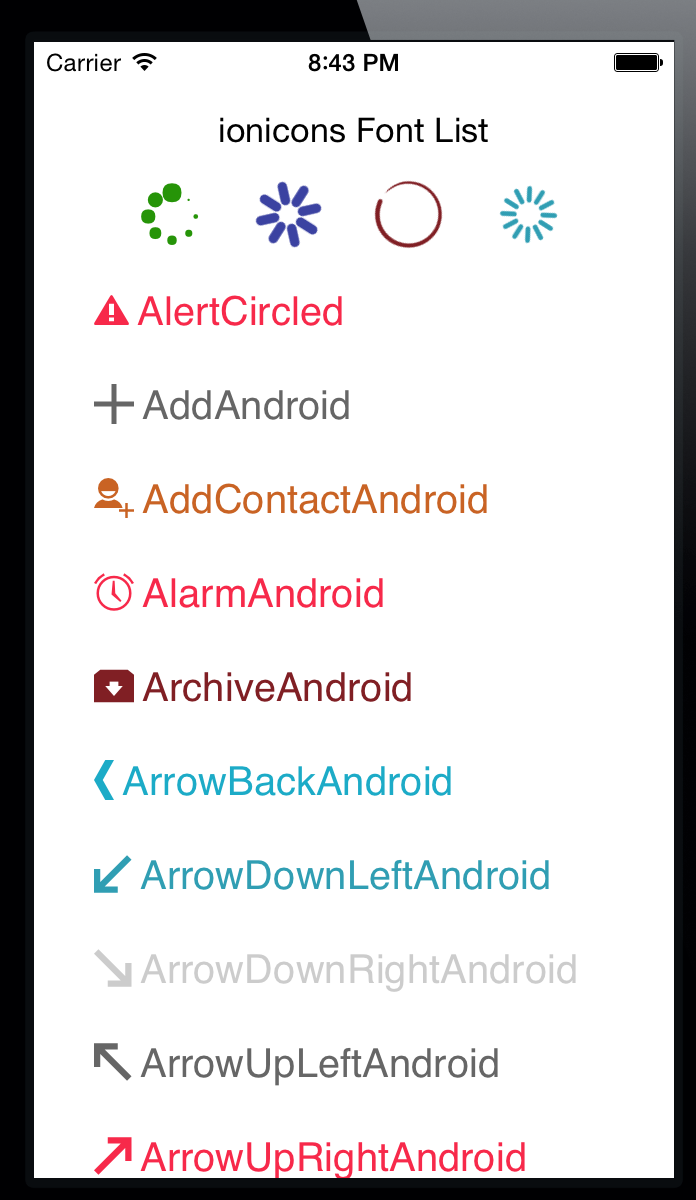 Carrier 8:43 PM
ionicons Font List
AlertCircled
AddAndroid
AddContactAndroid
AlarmAndroid
ArchiveAndroid
ArrowBackAndroid
ArrowDownLeftAndroid
ArrowDownRightAndroid
ArrowUpLeftAndroid
ArrowUpRightAndroid